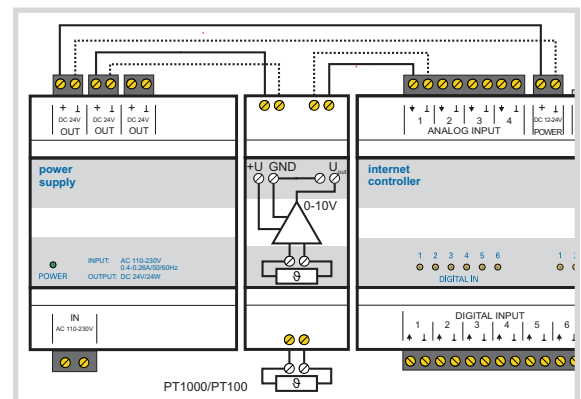 + ⊥ + ⊥ + ⊥
DC 24V DC 24V DC 24V
OUT OUT OUT
1 ⊥ 2 ⊥ 3 ⊥ 4 ⊥
ANALOG INPUT
+ ⊥
DC 12-24V
POWER
power
supply
+U GND U out
internet
controller
0-10V
POWER
INPUT: AC 110-230V
0.4-0.26A/50/60Hz
OUTPUT: DC 24V/24W
ϑ
1 2 3 4 5 6 1
DIGITAL IN
IN
AC 110-230V
DIGITAL INPUT
1 ⊥ 2 ⊥ 3 ⊥ 4 ⊥ 5 ⊥ 6
PT1000/PT100
ϑ